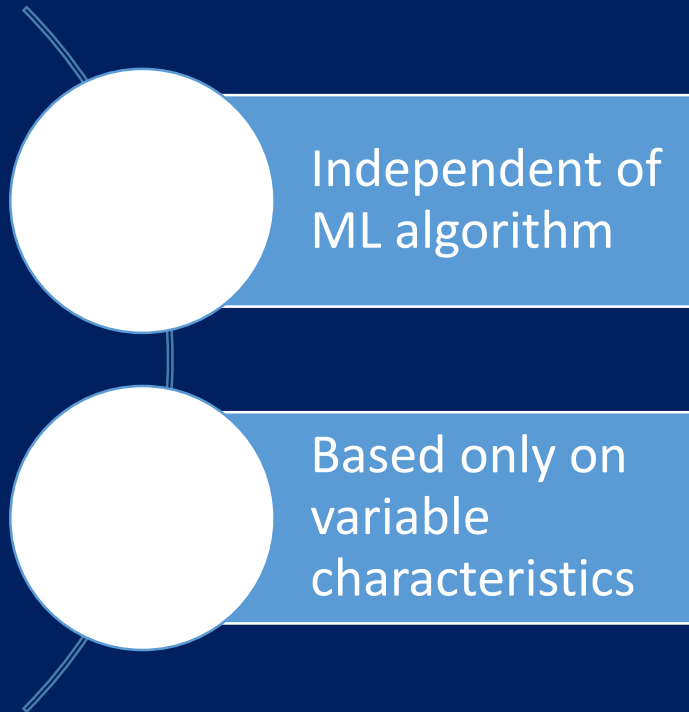 Independent of
ML algorithm
Based only on
variable
characteristics